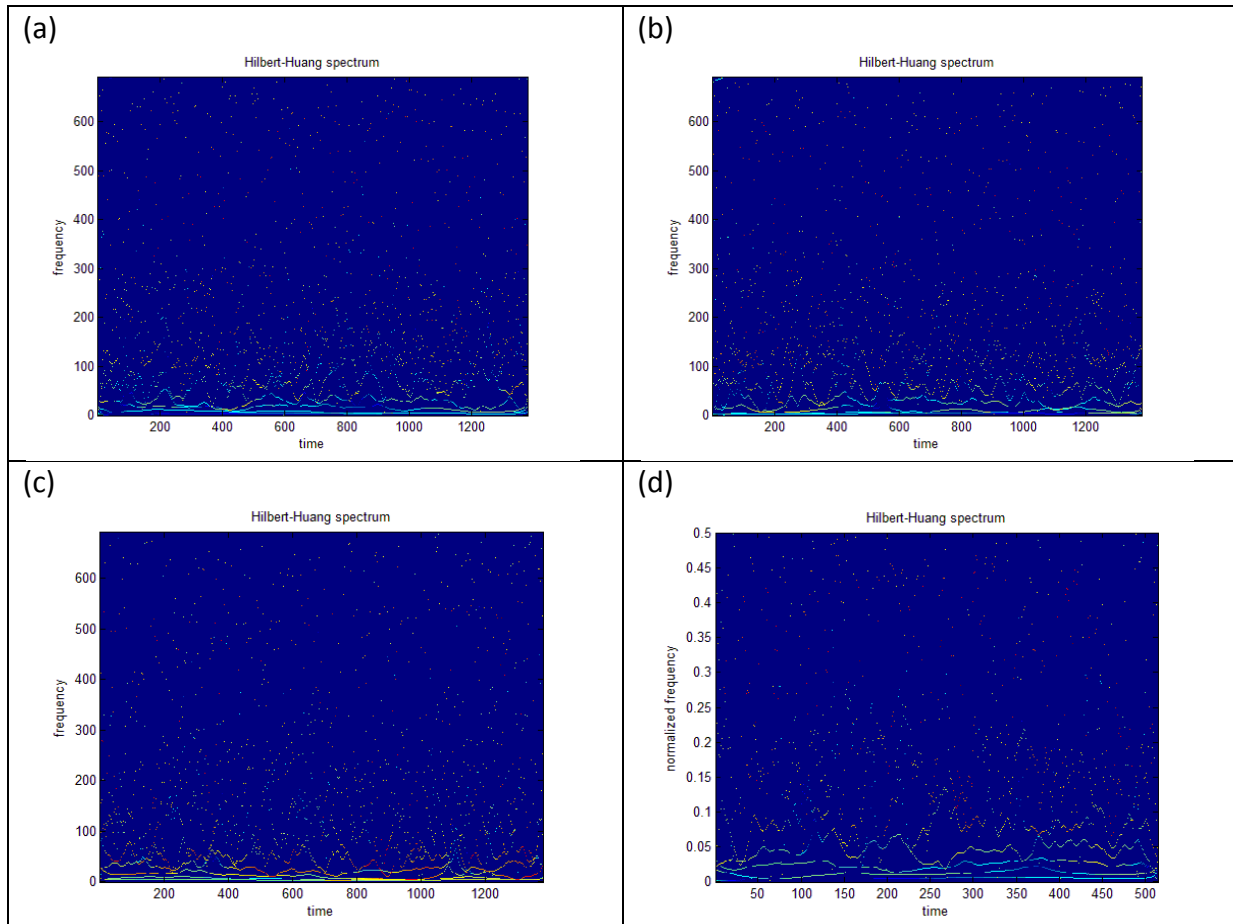 (a)
Hilbert-Huang spectrum
600
500
400
300
200
100
0
frequency
200 400 600 800 1000 1200
time
(b)
Hilbert-Huang spectrum
600
500
400
300
200
100
0
frequency
200 400 600 800 1000 1200
time
(c)
Hilbert-Huang spectrum
600
500
400
300
200
100
0
frequency
200 400 600 800 1000 1200
time
(d)
Hilbert-Huang spectrum
0.5
0.45
0.4
0.35
0.3
0.25
0.2
0.15
0.1
0.05
0
normalized frequency
50 100 150 200 250 300 350 400 450 500
time